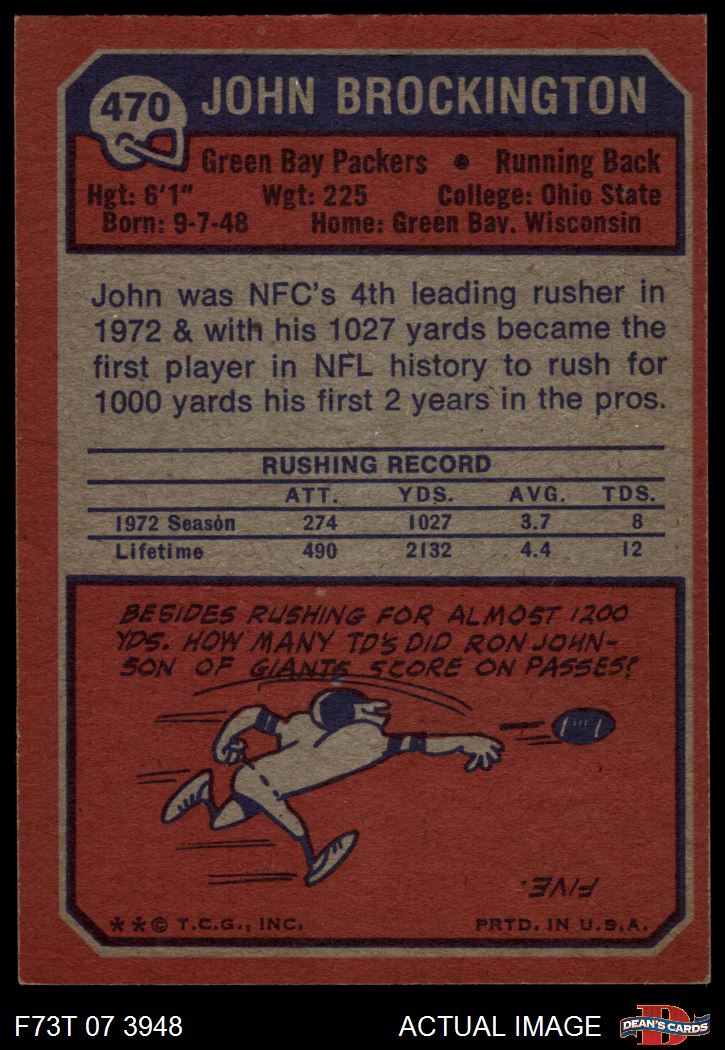 470 JOHN BROCKINGTON
Green Bay Packers • Running Back
Hgt: 6'1" Wgt: 225 College: Ohio State
Born: 9-7-48 Home: Green Bay, Wisconsin
John was NFC's 4th leading rusher in
1972 & with his 1027 yards became the
first player in NFL history to rush for
1000 yards his first 2 years in the pros.
RUSHING RECORD
ATT. YDS. AVG. TDS.
1972 Season 274 1027 3.7 8
Lifetime 490 2132 4.4 12
BESIDES RUSHING FOR ALMOST 1200
YDS. HOW MANY TD'S DID RON JOHN-
SON OF GIANTS SCORE ON PASSES?
FIVE.
** © T.C.G., INC. PRTD. IN U.S.A.
F73T 07 3948 ACTUAL IMAGE D DEAN'S CARDS